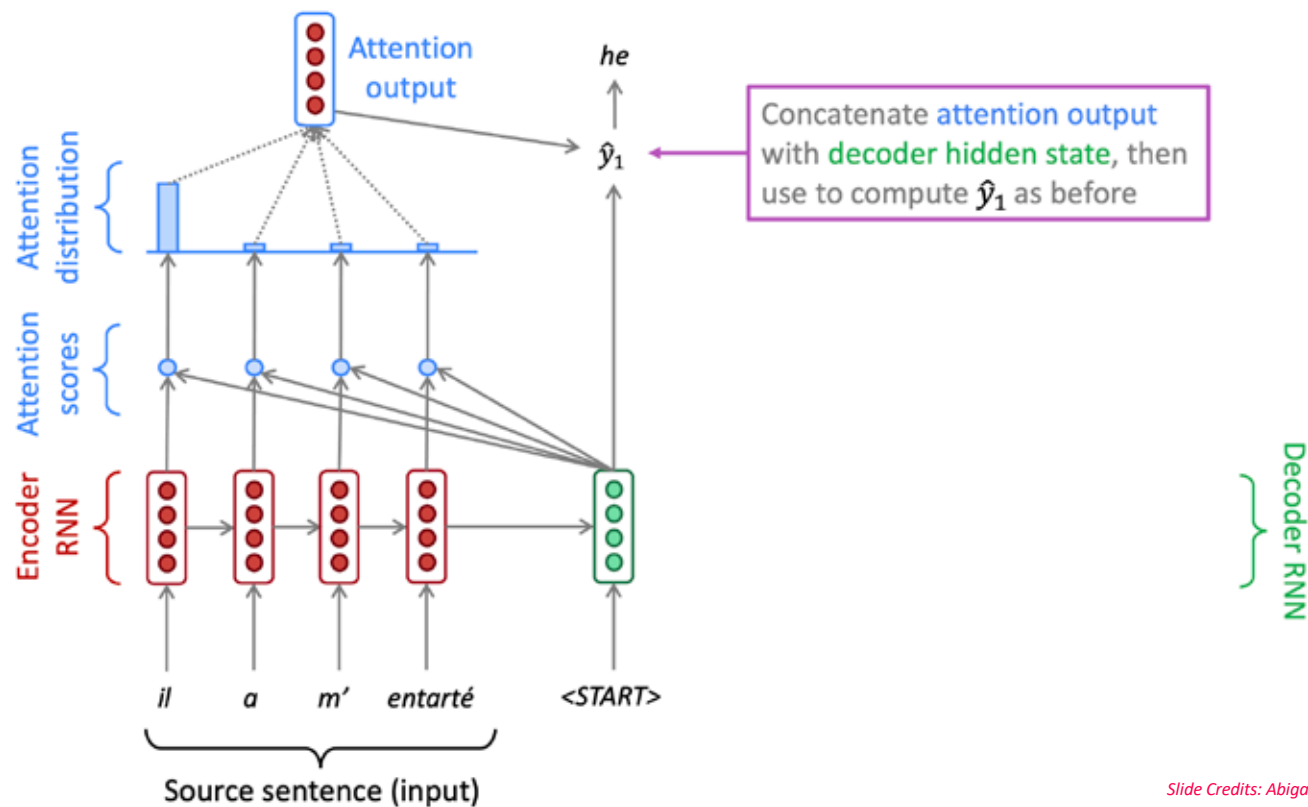 Attention
output
he
ŷ₁
Concatenate attention output
with decoder hidden state, then
use to compute ŷ₁ as before
Attention
distribution
Attention
scores
Encoder
RNN
Decoder RNN
il a m' entarté <START>
Source sentence (input)
Slide Credits: Abiga